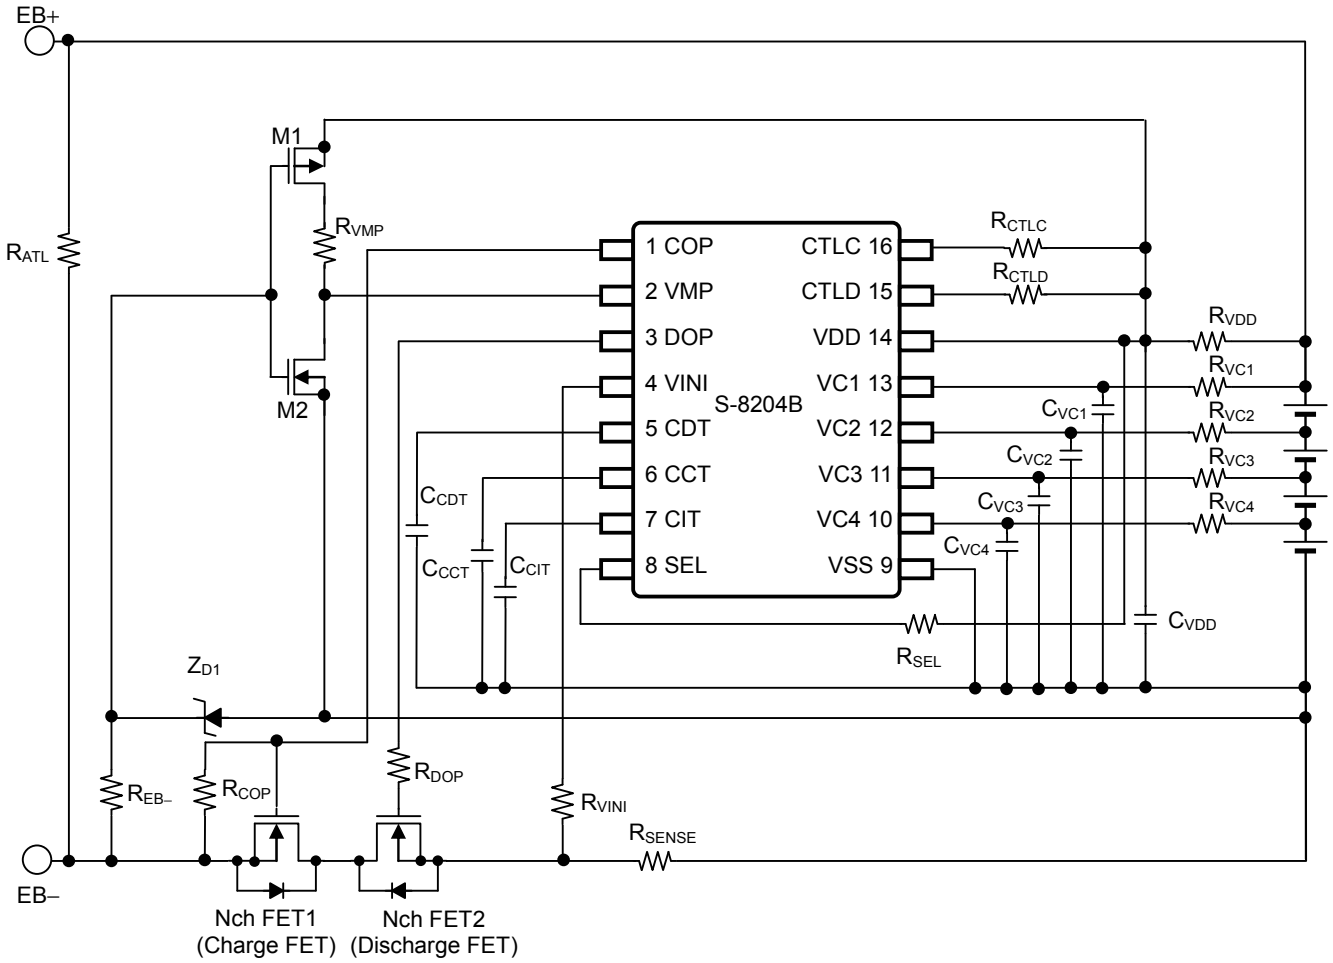 EB+
M1
RVMP
RATL
M2
1 COP
2 VMP
3 DOP
4 VINI
5 CDT
6 CCT
7 CIT
8 SEL
S-8204B
CTLC 16
CTLD 15
VDD 14
VC1 13
VC2 12
VC3 11
VC4 10
VSS 9
RCTLC
RCTLD
RVDD
RVC1
RVC2
RVC3
RVC4
CVC1
CVC2
CVC3
CVC4
CCDT
CCCT
CCIT
CVDD
RSEL
ZD1
REB–
RCOP
RDOP
RVINI
RSENSE
EB–
Nch FET1
(Charge FET)
Nch FET2
(Discharge FET)